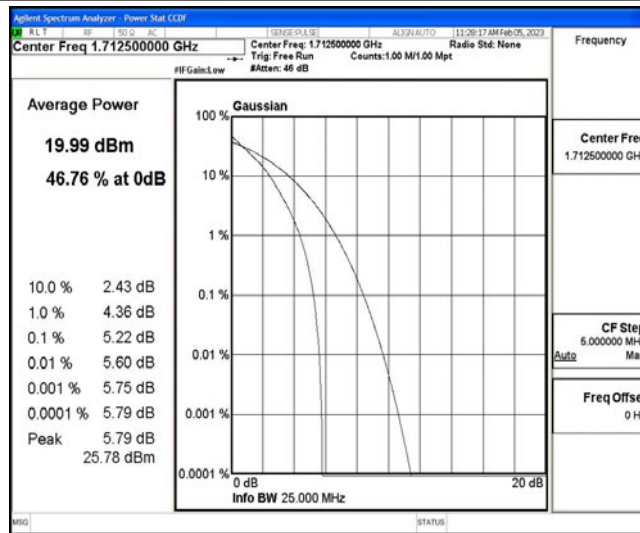 Agilent Spectrum Analyzer - Power Stat CCDF
RLT RF 50 Ω AC SENSE:PULSE ALIGN AUTO 11:28:17 AM Feb 05, 2023
Center Freq 1.712500000 GHz
Center Freq: 1.712500000 GHz Radio Std: None
Trig: Free Run Counts:1.00 M/1.00 Mpt
#IFGain:Low #Atten: 46 dB
Frequency
Average Power
19.99 dBm
46.76 % at 0dB
10.0 % 2.43 dB
1.0 % 4.36 dB
0.1 % 5.22 dB
0.01 % 5.60 dB
0.001 % 5.75 dB
0.0001 % 5.79 dB
Peak 5.79 dB
25.78 dBm
Gaussian
100 %
10 %
1 %
0.1 %
0.01 %
0.001 %
0.0001 %
0 dB 20 dB
Info BW 25.000 MHz
Center Fre
1.712500000 GH
CF Step
5.000000 MH
Auto Ma
Freq Offse
0 H
MSG STATUS